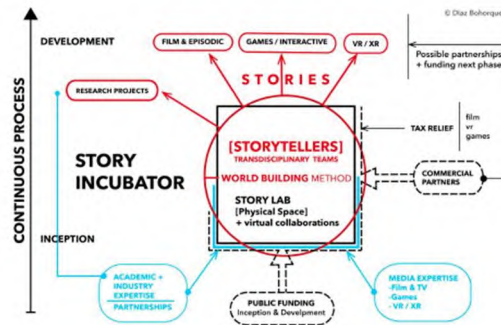 © Diaz Bohorque
DEVELOPMENT
FILM & EPISODIC
GAMES / INTERACTIVE
VR / XR
Possible partnerships
+ funding next phase
STORIES
RESEARCH PROJECTS
TAX RELIEF
film
vr
games
[STORYTELLERS]
TRANSDISCIPLINARY TEAMS
STORY
INCUBATOR
WORLD BUILDING METHOD
COMMERCIAL
PARTNERS
STORY LAB
[Physical Space]
+ virtual collaborations
CONTINUOUS PROCESS
INCEPTION
ACADEMIC +
INDUSTRY
EXPERTISE
PARTNERSHIPS
PUBLIC FUNDING
Inception & Develpment
MEDIA EXPERTISE
-Film & TV
-Games
- VR / XR